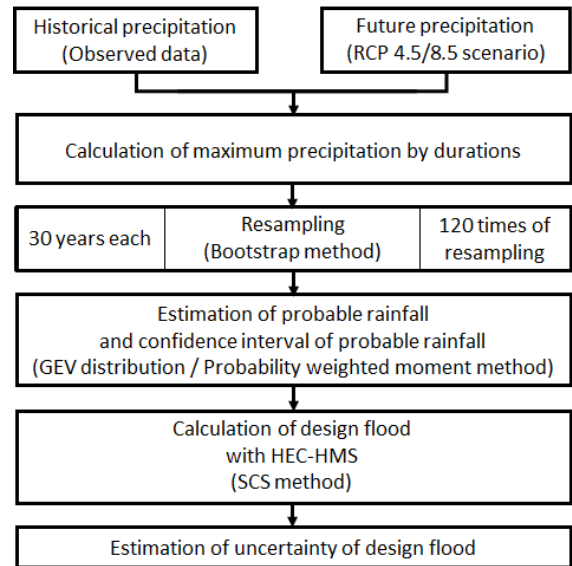 Historical precipitation
(Observed data)
Future precipitation
(RCP 4.5/8.5 scenario)
Calculation of maximum precipitation by durations
30 years each
Resampling
(Bootstrap method)
120 times of
resampling
Estimation of probable rainfall
and confidence interval of probable rainfall
(GEV distribution / Probability weighted moment method)
Calculation of design flood
with HEC-HMS
(SCS method)
Estimation of uncertainty of design flood